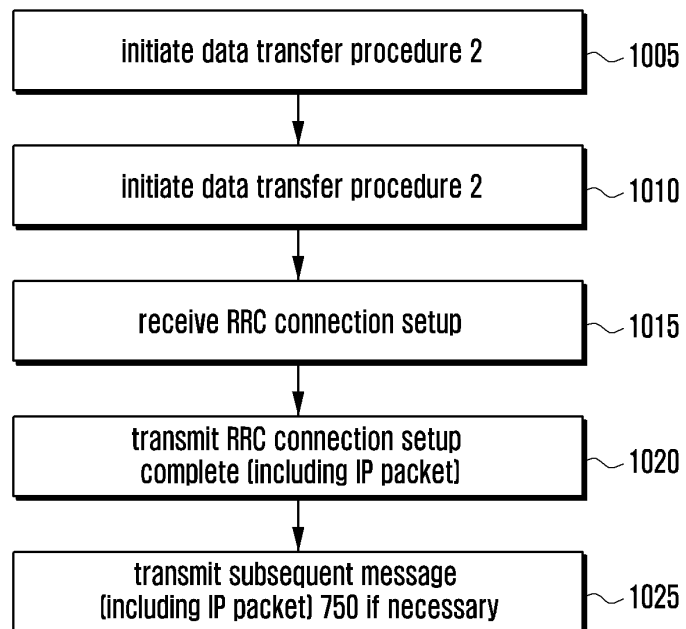 initiate data transfer procedure 2
1005
initiate data transfer procedure 2
1010
receive RRC connection setup
1015
transmit RRC connection setup
complete (including IP packet)
1020
transmit subsequent message
(including IP packet) 750 if necessary
1025